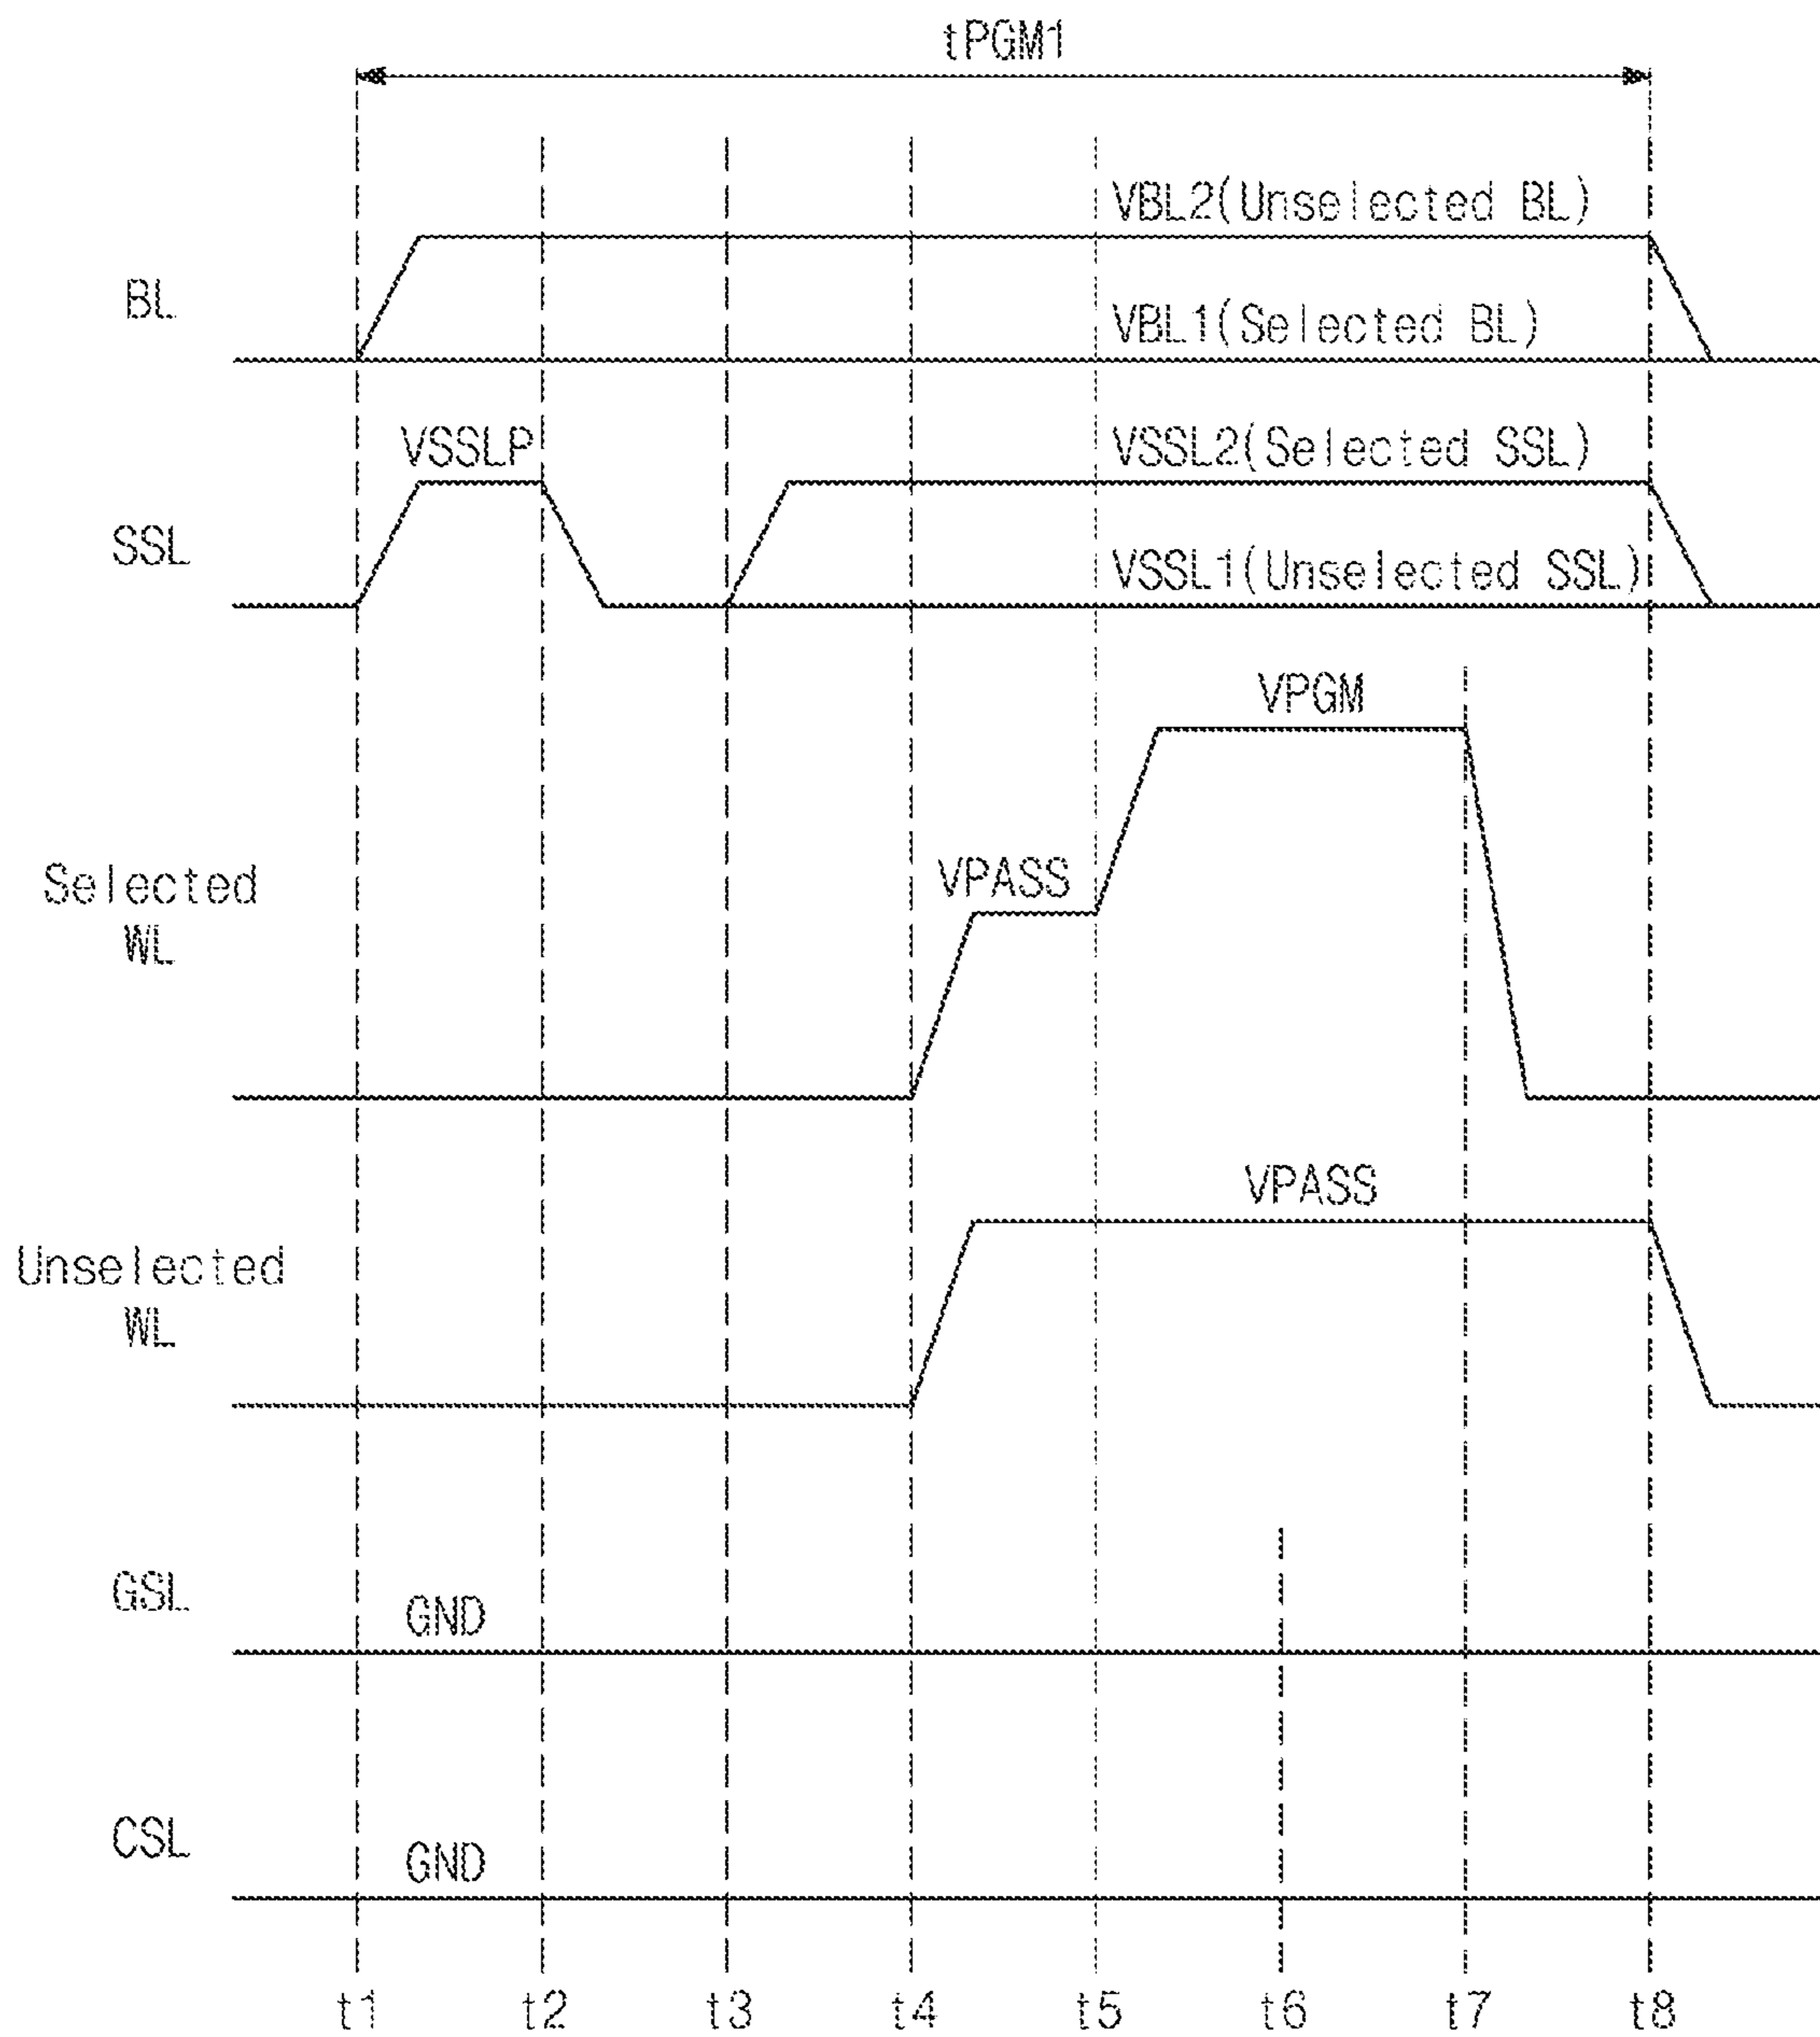 tPGM1
VBL2(Unselected BL)
BL
VBL1(Selected BL)
VSSLP
VSSL2(Selected SSL)
SSL
VSSL1(Unselected SSL)
VPGM
VPASS
Selected
WL
VPASS
Unselected
WL
GSL
GND
CSL
GND
t1 t2 t3 t4 t5 t6 t7 t8